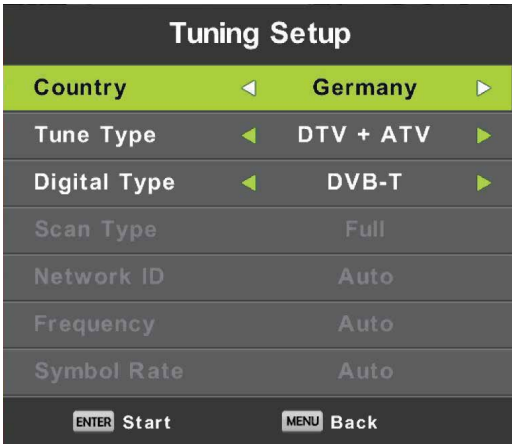 Tuning Setup
Country Germany
Tune Type DTV + ATV
Digital Type DVB-T
Scan Type Full
Network ID Auto
Frequency Auto
Symbol Rate Auto
ENTER Start MENU Back